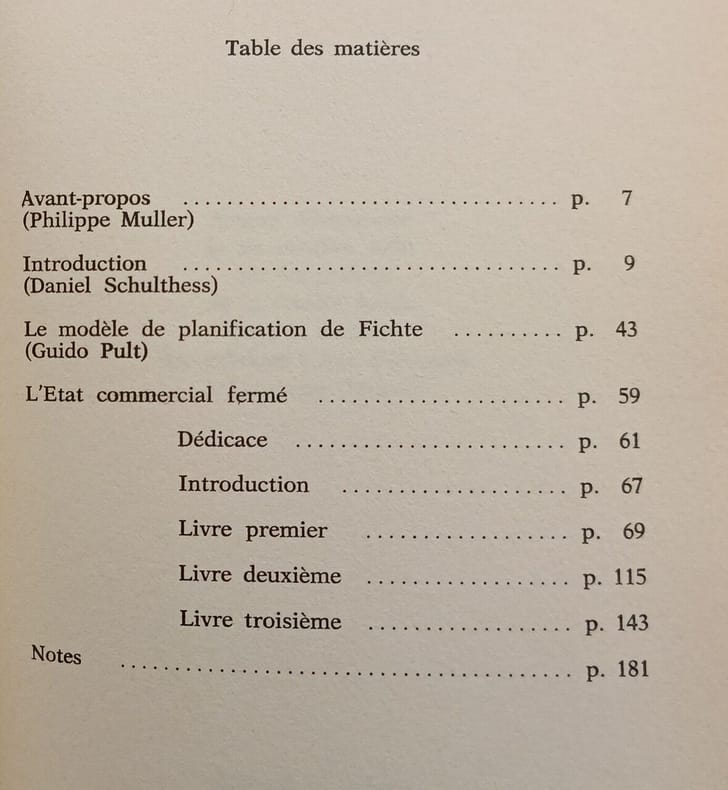 Table des matières
Avant-propos .................................. p. 7
(Philippe Muller)
Introduction .................................. p. 9
(Daniel Schulthess)
Le modèle de planification de Fichte .......... p. 43
(Guido Pult)
L'Etat commercial fermé ...................... p. 59
Dédicace ........................ p. 61
Introduction .................... p. 67
Livre premier .................. p. 69
Livre deuxième .................. p. 115
Livre troisième .................. p. 143
Notes ........................................ p. 181